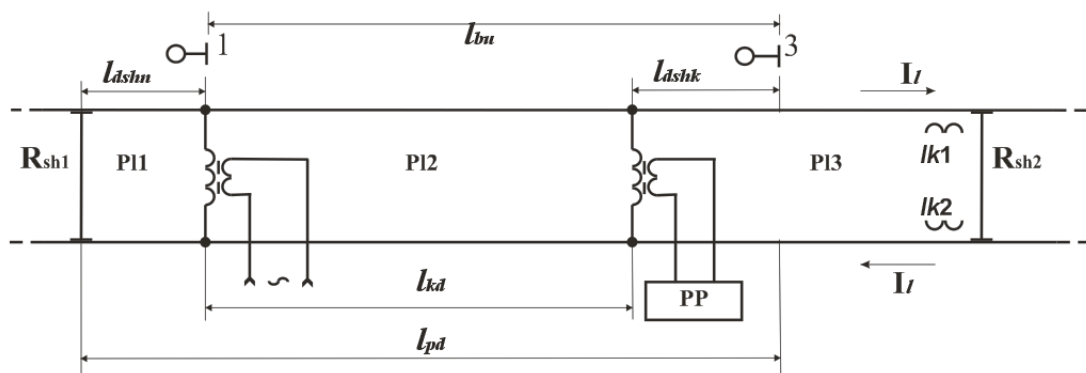 l_bu
1
3
l_dshn
l_dshk
I_l
R_sh1
Pl1
Pl2
Pl3
lk1
R_sh2
lk2
~
l_kd
PP
I_l
l_pd